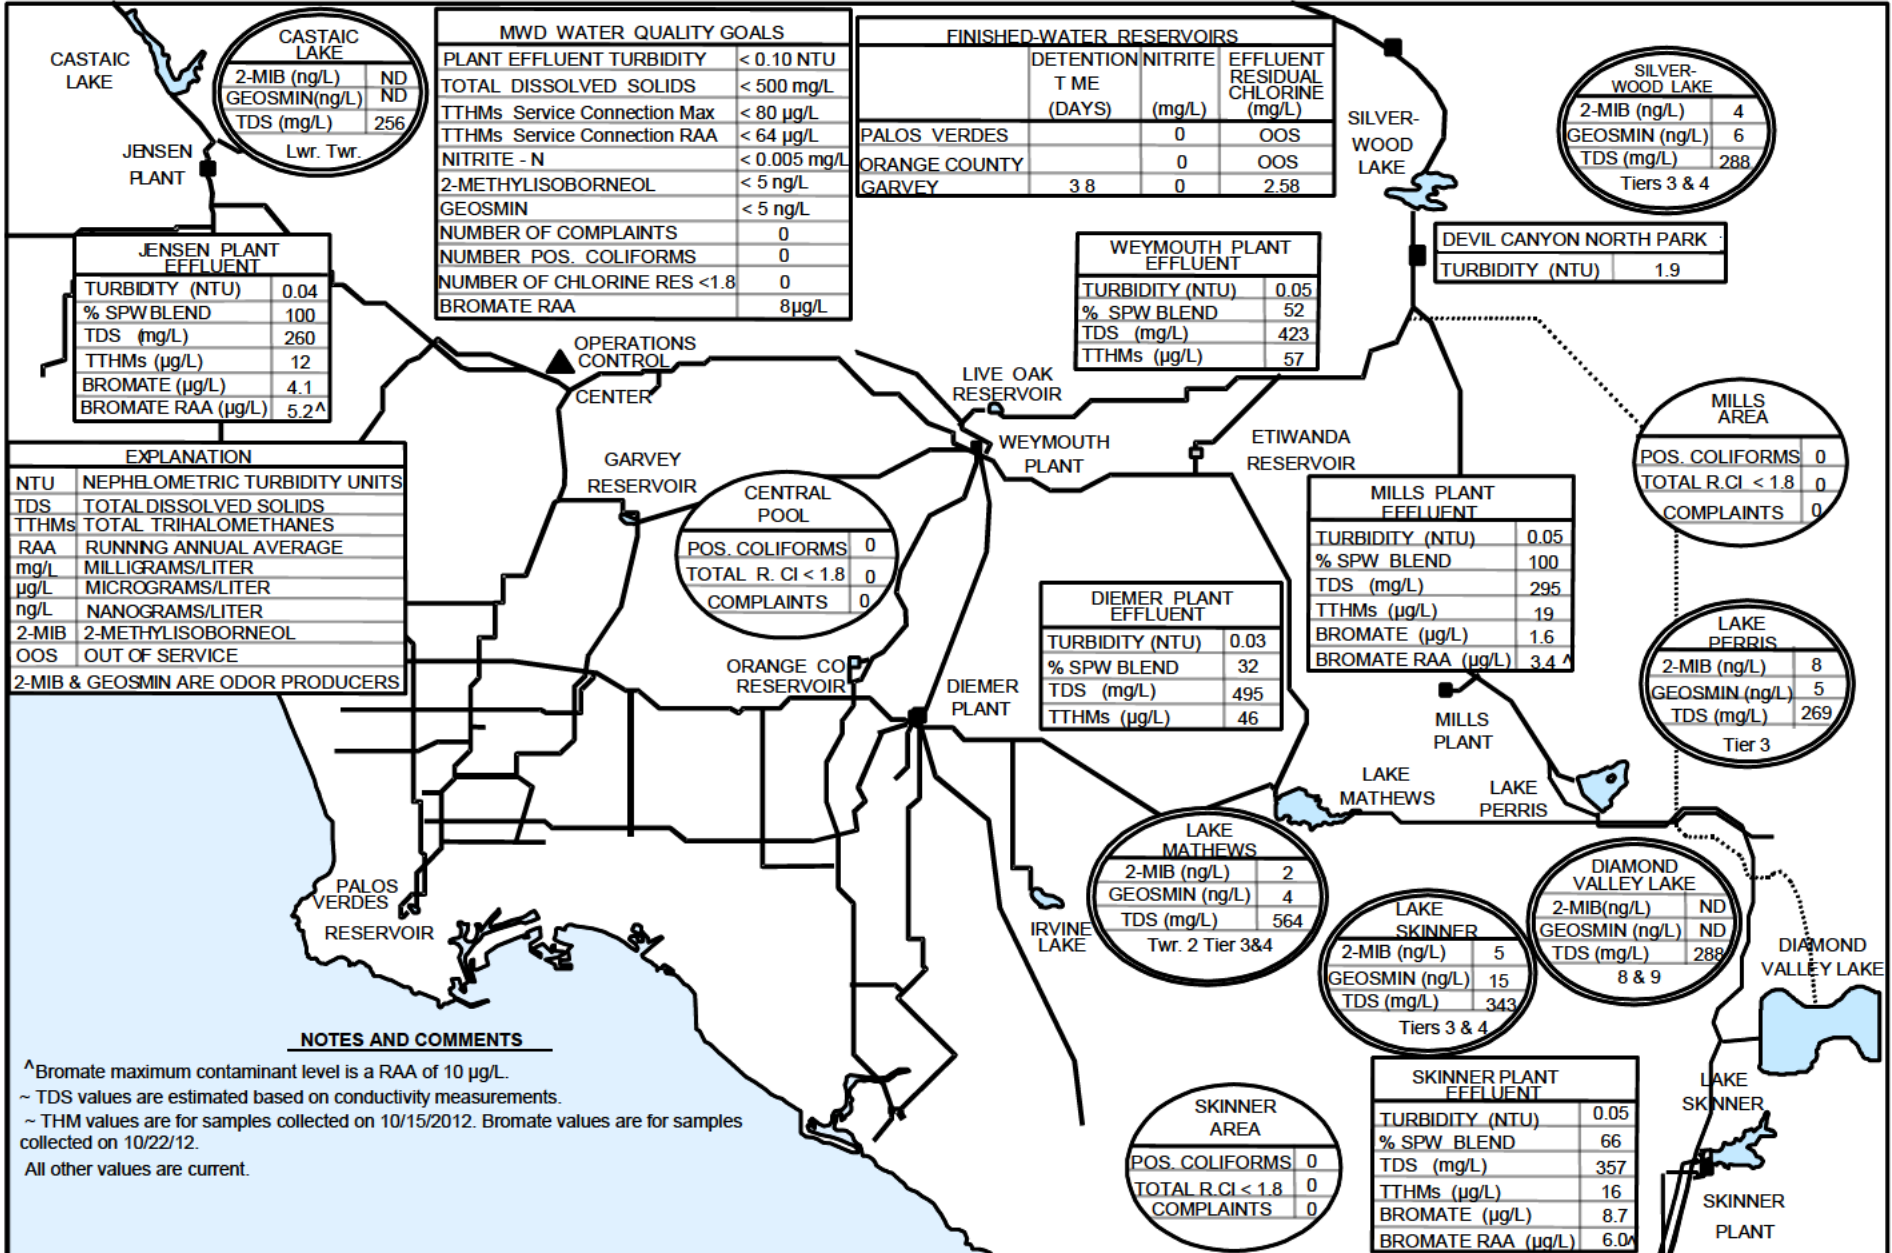 CASTAIC
LAKE
CASTAIC
LAKE
2-MIB (ng/L) ND
GEOSMIN(ng/L) ND
TDS (mg/L) 256
Lwr. Twr.
JENSEN
PLANT
MWD WATER QUALITY GOALS
PLANT EFFLUENT TURBIDITY < 0.10 NTU
TOTAL DISSOLVED SOLIDS < 500 mg/L
TTHMs Service Connection Max < 80 µg/L
TTHMs Service Connection RAA < 64 µg/L
NITRITE - N < 0.005 mg/L
2-METHYLISOBORNEOL < 5 ng/L
GEOSMIN < 5 ng/L
NUMBER OF COMPLAINTS 0
NUMBER POS. COLIFORMS 0
NUMBER OF CHLORINE RES <1.8 0
BROMATE RAA 8µg/L
FINISHED-WATER RESERVOIRS
DETENTION NITRITE EFFLUENT
T ME RESIDUAL
CHLORINE
(DAYS) (mg/L) (mg/L)
PALOS VERDES 0 OOS
ORANGE COUNTY 0 OOS
GARVEY 3 8 0 2.58
SILVER-
WOOD
LAKE
SILVER-
WOOD LAKE
2-MIB (ng/L) 4
GEOSMIN (ng/L) 6
TDS (mg/L) 288
Tiers 3 & 4
DEVIL CANYON NORTH PARK
TURBIDITY (NTU) 1.9
JENSEN PLANT
EFFLUENT
TURBIDITY (NTU) 0.04
% SPW BLEND 100
TDS (mg/L) 260
TTHMs (µg/L) 12
BROMATE (µg/L) 4.1
BROMATE RAA (µg/L) 5.2^
WEYMOUTH PLANT
EFFLUENT
TURBIDITY (NTU) 0.05
% SPW BLEND 52
TDS (mg/L) 423
TTHMs (µg/L) 57
OPERATIONS
CONTROL
CENTER
LIVE OAK
RESERVOIR
WEYMOUTH
PLANT
ETIWANDA
RESERVOIR
MILLS
AREA
POS. COLIFORMS 0
TOTAL R.Cl < 1.8 0
COMPLAINTS 0
EXPLANATION
NTU NEPHELOMETRIC TURBIDITY UNITS
TDS TOTAL DISSOLVED SOLIDS
TTHMs TOTAL TRIHALOMETHANES
RAA RUNNING ANNUAL AVERAGE
mg/L MILLIGRAMS/LITER
µg/L MICROGRAMS/LITER
ng/L NANOGRAMS/LITER
2-MIB 2-METHYLISOBORNEOL
OOS OUT OF SERVICE
2-MIB & GEOSMIN ARE ODOR PRODUCERS
GARVEY
RESERVOIR
CENTRAL
POOL
POS. COLIFORMS 0
TOTAL R. Cl < 1.8 0
COMPLAINTS 0
MILLS PLANT
EFFLUENT
TURBIDITY (NTU) 0.05
% SPW BLEND 100
TDS (mg/L) 295
TTHMs (µg/L) 19
BROMATE (µg/L) 1.6
BROMATE RAA (µg/L) 3.4 ^
DIEMER PLANT
EFFLUENT
TURBIDITY (NTU) 0.03
% SPW BLEND 32
TDS (mg/L) 495
TTHMs (µg/L) 46
LAKE
PERRIS
2-MIB (ng/L) 8
GEOSMIN (ng/L) 5
TDS (mg/L) 269
Tier 3
ORANGE CO
RESERVOIR
DIEMER
PLANT
MILLS
PLANT
LAKE
MATHEWS
LAKE
PERRIS
LAKE
MATHEWS
2-MIB (ng/L) 2
GEOSMIN (ng/L) 4
TDS (mg/L) 564
Twr. 2 Tier 3&4
DIAMOND
VALLEY LAKE
2-MIB(ng/L) ND
GEOSMIN (ng/L) ND
TDS (mg/L) 288
8 & 9
PALOS
VERDES
RESERVOIR
IRVINE
LAKE
LAKE
SKINNER
2-MIB (ng/L) 5
GEOSMIN (ng/L) 15
TDS (mg/L) 343
Tiers 3 & 4
DIAMOND
VALLEY LAKE
NOTES AND COMMENTS
^Bromate maximum contaminant level is a RAA of 10 µg/L.
~ TDS values are estimated based on conductivity measurements.
~ THM values are for samples collected on 10/15/2012. Bromate values are for samples
collected on 10/22/12.
All other values are current.
SKINNER
AREA
POS. COLIFORMS 0
TOTAL R.Cl < 1.8 0
COMPLAINTS 0
SKINNER PLANT
EFFLUENT
TURBIDITY (NTU) 0.05
% SPW BLEND 66
TDS (mg/L) 357
TTHMs (µg/L) 16
BROMATE (µg/L) 8.7
BROMATE RAA (µg/L) 6.0^
LAKE
SKINNER
SKINNER
PLANT